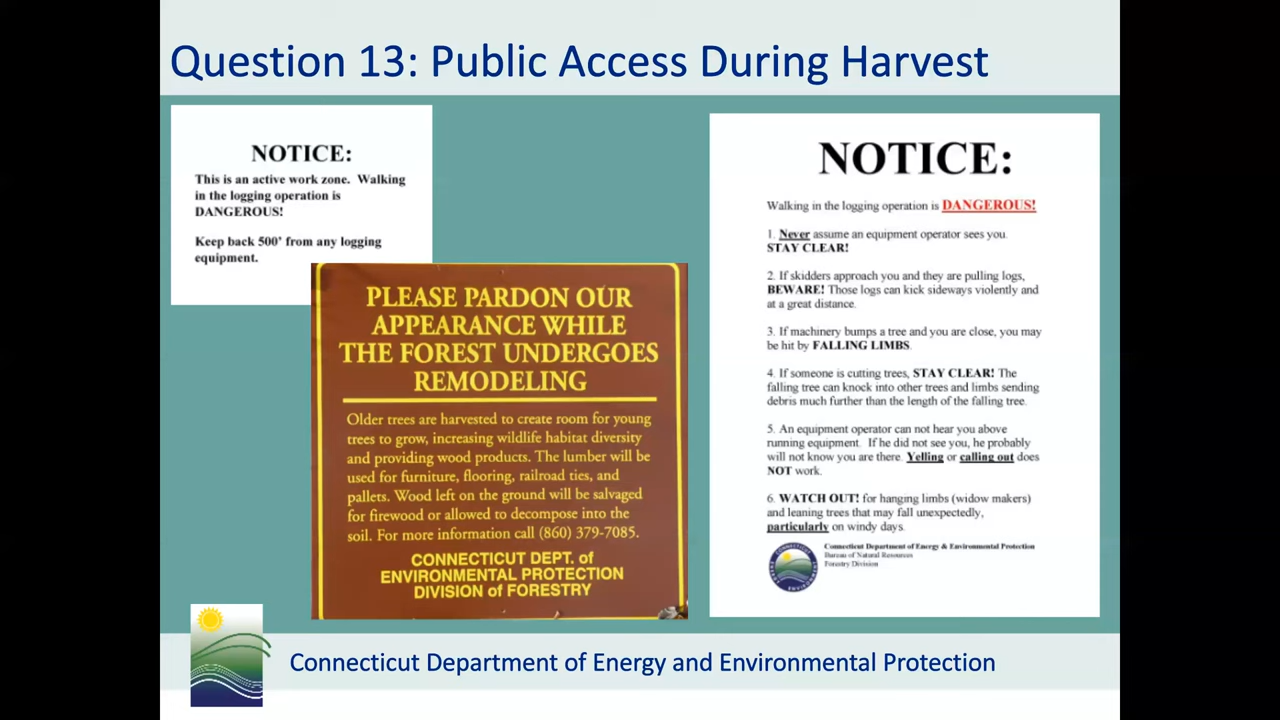 Question 13: Public Access During Harvest
NOTICE:
This is an active work zone. Walking
in the logging operation is
DANGEROUS!
Keep back 500' from any logging
equipment.
PLEASE PARDON OUR
APPEARANCE WHILE
THE FOREST UNDERGOES
REMODELING
Older trees are harvested to create room for young
trees to grow, increasing wildlife habitat diversity
and providing wood products. The lumber will be
used for furniture, flooring, railroad ties, and
pallets. Wood left on the ground will be salvaged
for firewood or allowed to decompose into the
soil. For more information call (860) 379-7085.
CONNECTICUT DEPT. of
ENVIRONMENTAL PROTECTION
DIVISION of FORESTRY
NOTICE:
Walking in the logging operation is DANGEROUS!
1. Never assume an equipment operator sees you.
STAY CLEAR!
2. If skidders approach you and they are pulling logs,
BEWARE! Those logs can kick sideways violently and
at a great distance.
3. If machinery bumps a tree and you are close, you may
be hit by FALLING LIMBS.
4. If someone is cutting trees, STAY CLEAR! The
falling tree can knock into other trees and limbs sending
debris much further than the length of the falling tree.
5. An equipment operator can not hear you above
running equipment. If he did not see you, he probably
will not know you are there. Yelling or calling out does
NOT work.
6. WATCH OUT! for hanging limbs (widow makers)
and leaning trees that may fall unexpectedly,
particularly on windy days.
Connecticut Department of Energy & Environmental Protection
Bureau of Natural Resources
Forestry Division
Connecticut Department of Energy and Environmental Protection